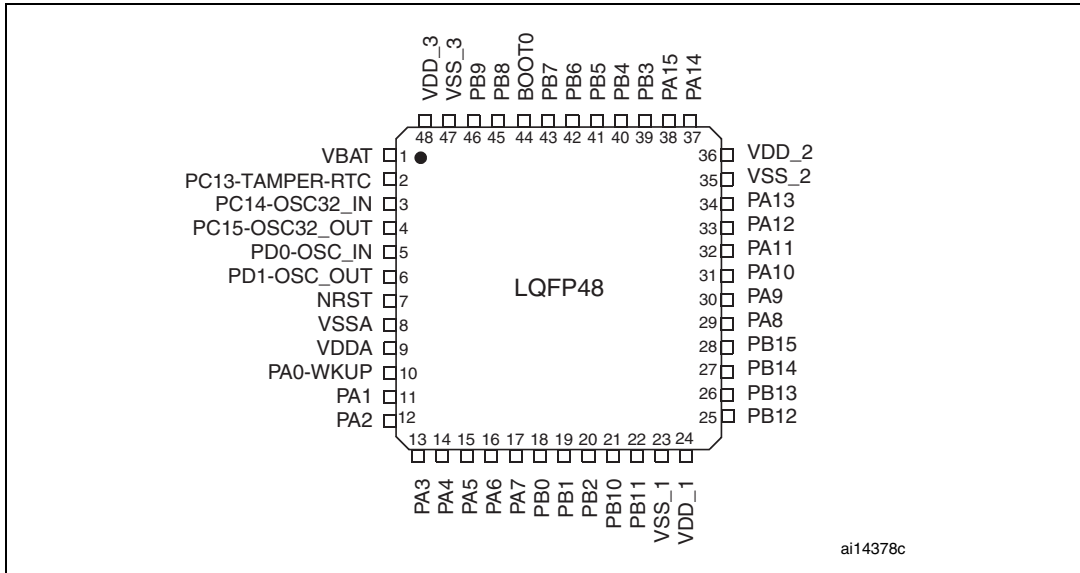 VDD_3
VSS_3
PB9
PB8
BOOT0
PB7
PB6
PB5
PB4
PB3
PA15
PA14
48 47 46 45 44 43 42 41 40 39 38 37
VBAT 1
PC13-TAMPER-RTC 2
PC14-OSC32_IN 3
PC15-OSC32_OUT 4
PD0-OSC_IN 5
PD1-OSC_OUT 6
NRST 7
VSSA 8
VDDA 9
PA0-WKUP 10
PA1 11
PA2 12
LQFP48
36 VDD_2
35 VSS_2
34 PA13
33 PA12
32 PA11
31 PA10
30 PA9
29 PA8
28 PB15
27 PB14
26 PB13
25 PB12
13 14 15 16 17 18 19 20 21 22 23 24
PA3
PA4
PA5
PA6
PA7
PB0
PB1
PB2
PB10
PB11
VSS_1
VDD_1
ai14378c